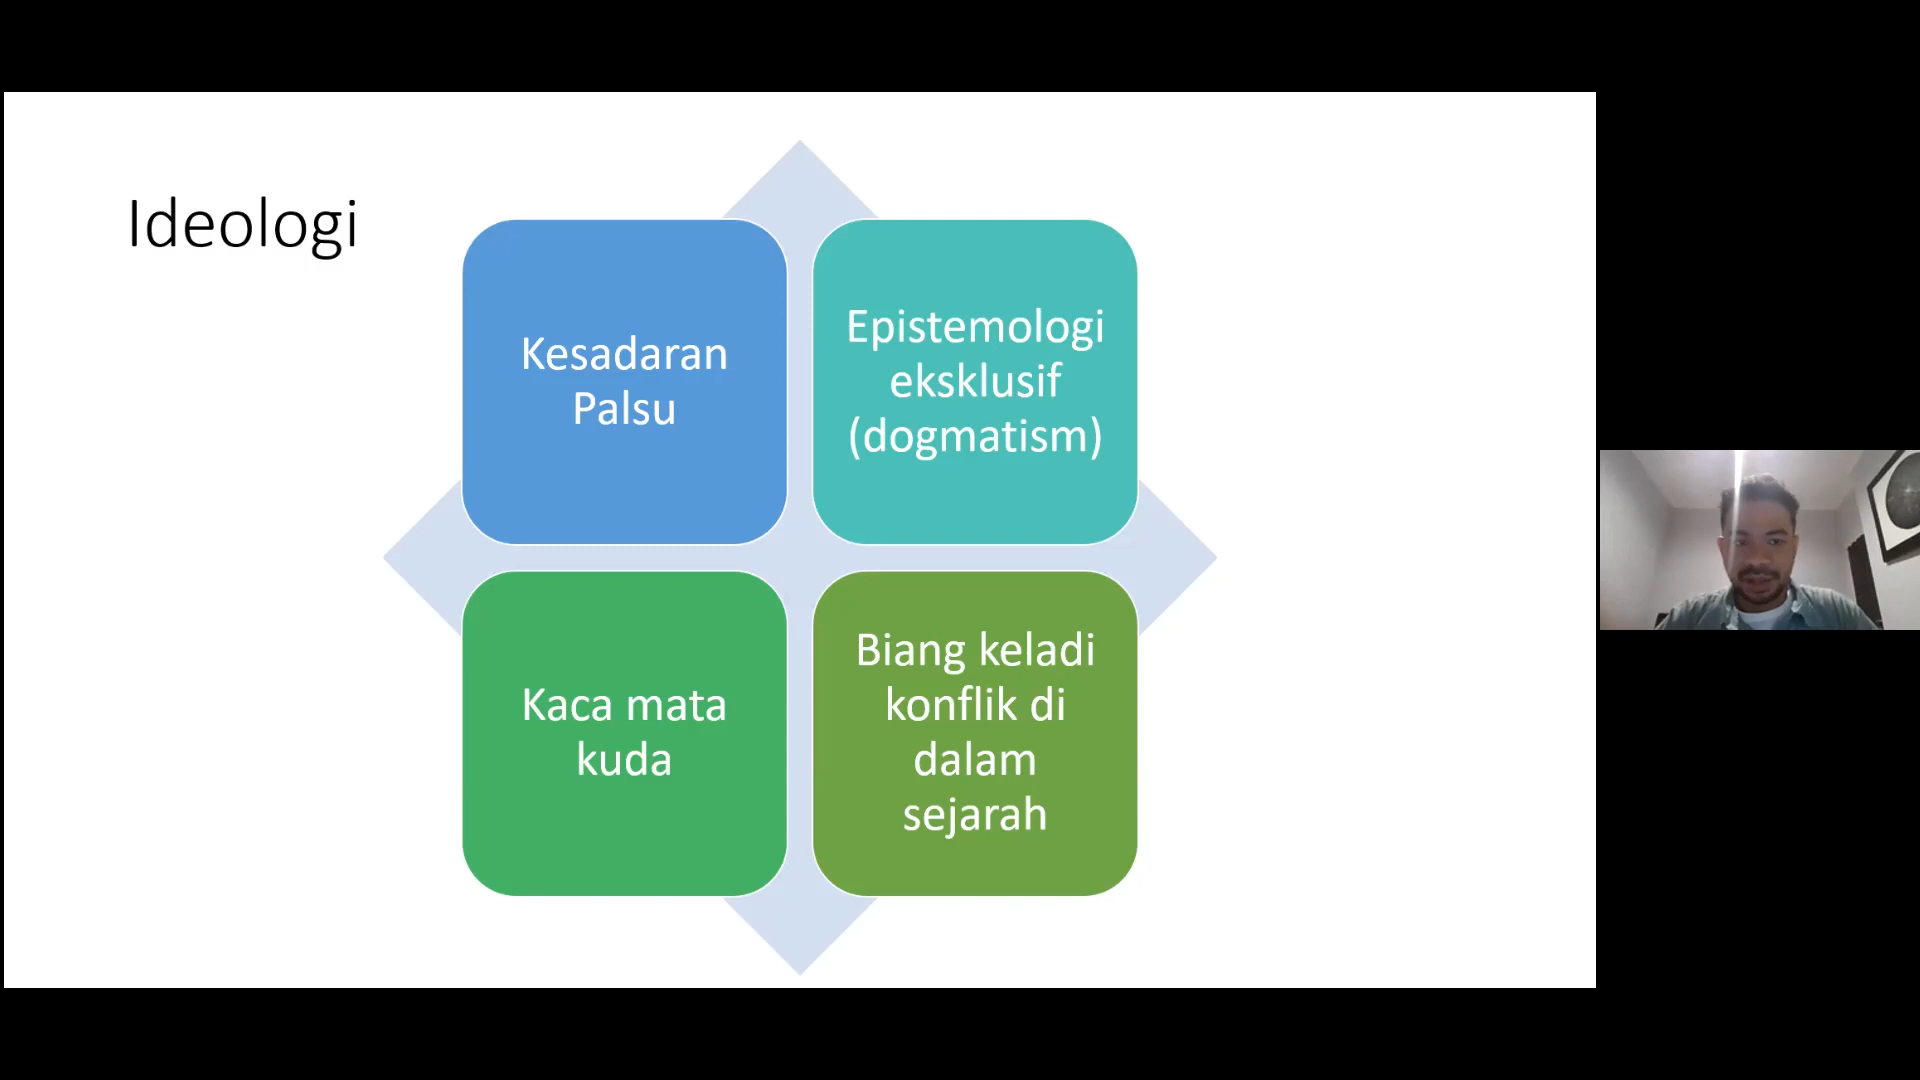 Ideologi
Kesadaran
Palsu
Epistemologi
eksklusif
(dogmatism)
Kaca mata
kuda
Biang keladi
konflik di
dalam
sejarah